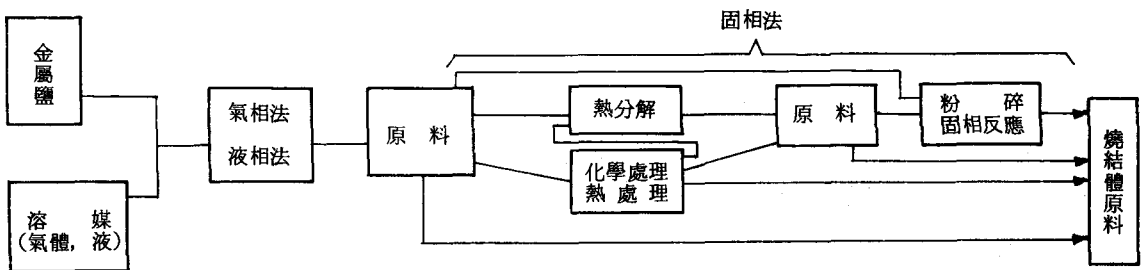 固相法
金屬鹽
溶媒
(氣體,液)
氣相法
液相法
原料
熱分解
化學處理
熱處理
原料
粉碎
固相反應
燒結體原料